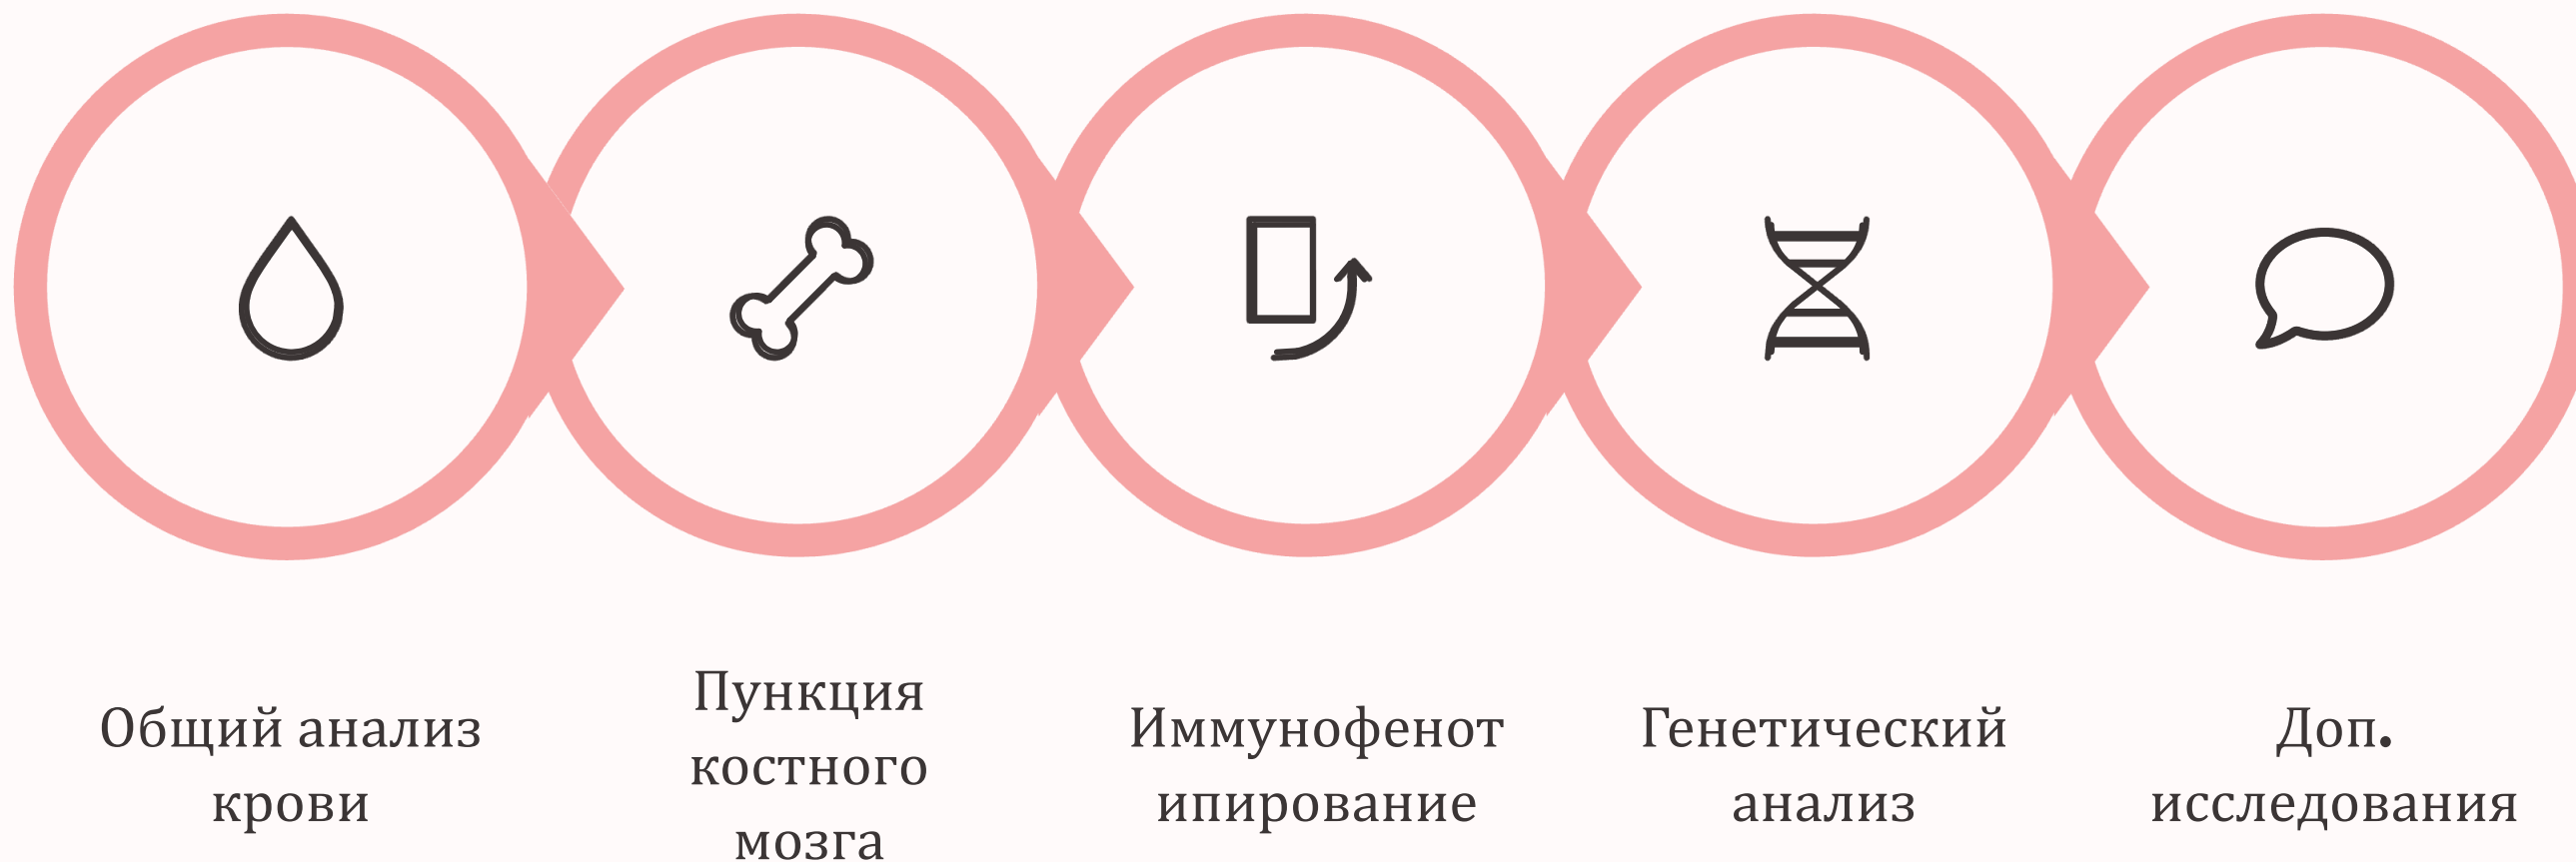 Общий анализ
крови
Пункция
костного
мозга
Иммунофенот
ипирование
Генетический
анализ
Доп.
исследования